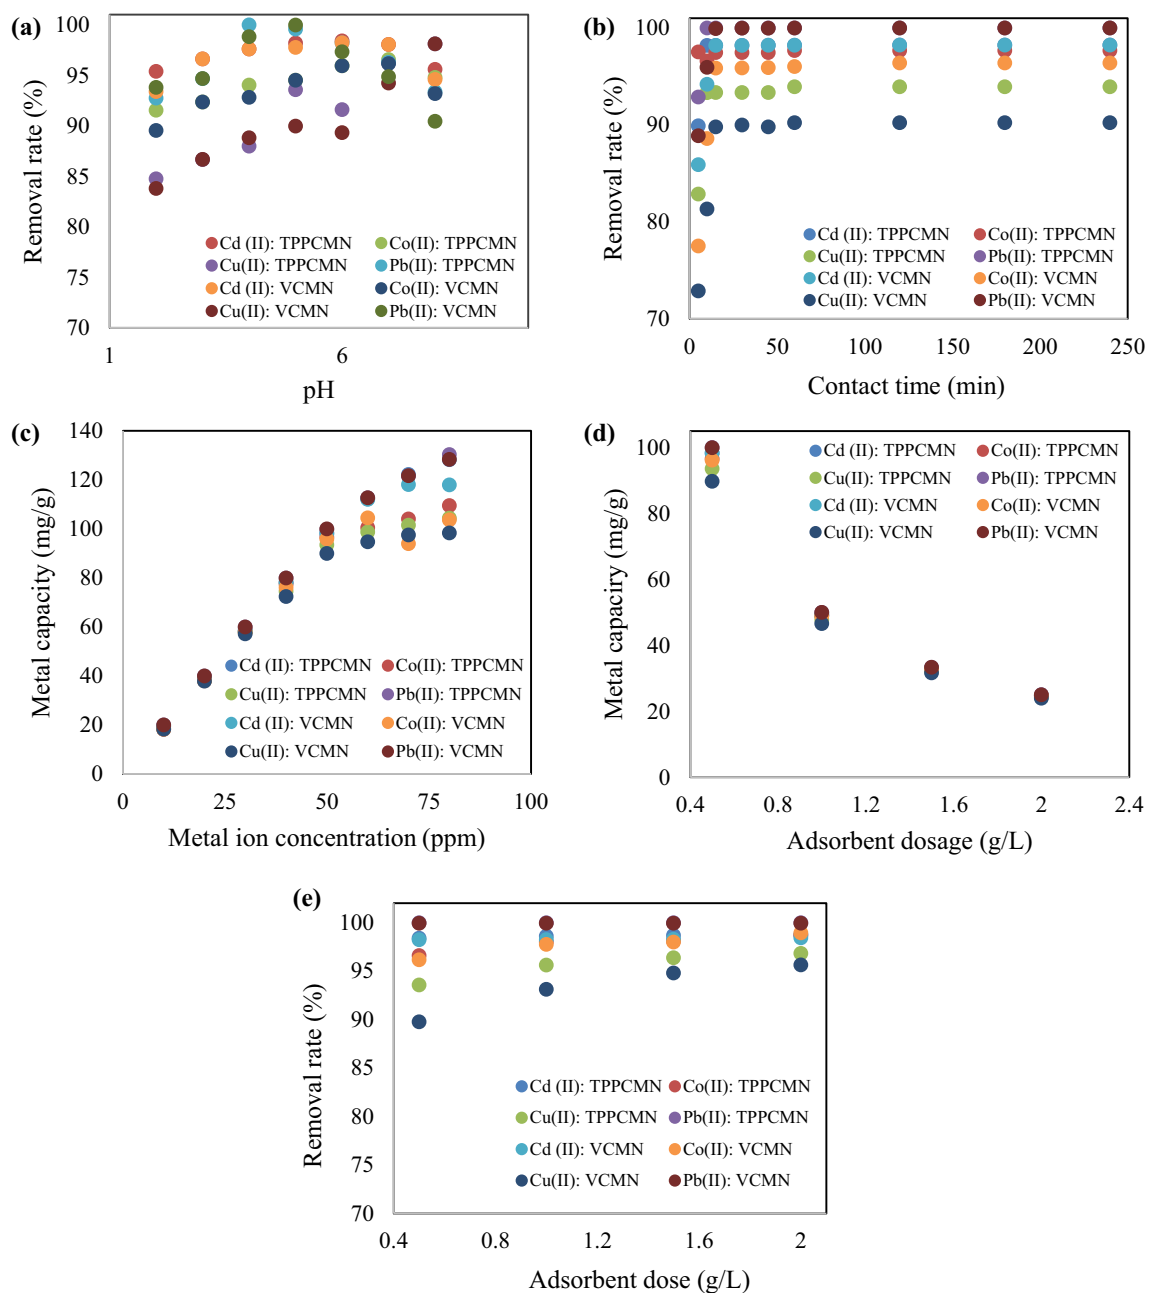 (a)
Removal rate (%)
100
95
90
85
80
75
70
Cd (II): TPPCMN Co(II): TPPCMN
Cu(II): TPPCMN Pb(II): TPPCMN
Cd (II): VCMN Co(II): VCMN
Cu(II): VCMN Pb(II): VCMN
1 6
pH
(b)
Removal rate (%)
100
90
80
70
Cd (II): TPPCMN Co(II): TPPCMN
Cu(II): TPPCMN Pb(II): TPPCMN
Cd (II): VCMN Co(II): VCMN
Cu(II): VCMN Pb(II): VCMN
0 50 100 150 200 250
Contact time (min)
(c)
Metal capacity (mg/g)
140
120
100
80
60
40
20
0
Cd (II): TPPCMN Co(II): TPPCMN
Cu(II): TPPCMN Pb(II): TPPCMN
Cd (II): VCMN Co(II): VCMN
Cu(II): VCMN Pb(II): VCMN
0 25 50 75 100
Metal ion concentration (ppm)
(d)
Metal capaciry (mg/g)
100
80
60
40
20
0
Cd (II): TPPCMN Co(II): TPPCMN
Cu(II): TPPCMN Pb(II): TPPCMN
Cd (II): VCMN Co(II): VCMN
Cu(II): VCMN Pb(II): VCMN
0.4 0.8 1.2 1.6 2 2.4
Adsorbent dosage (g/L)
(e)
Removal rate (%)
100
95
90
85
80
75
70
Cd (II): TPPCMN Co(II): TPPCMN
Cu(II): TPPCMN Pb(II): TPPCMN
Cd (II): VCMN Co(II): VCMN
Cu(II): VCMN Pb(II): VCMN
0.4 0.8 1.2 1.6 2
Adsorbent dose (g/L)